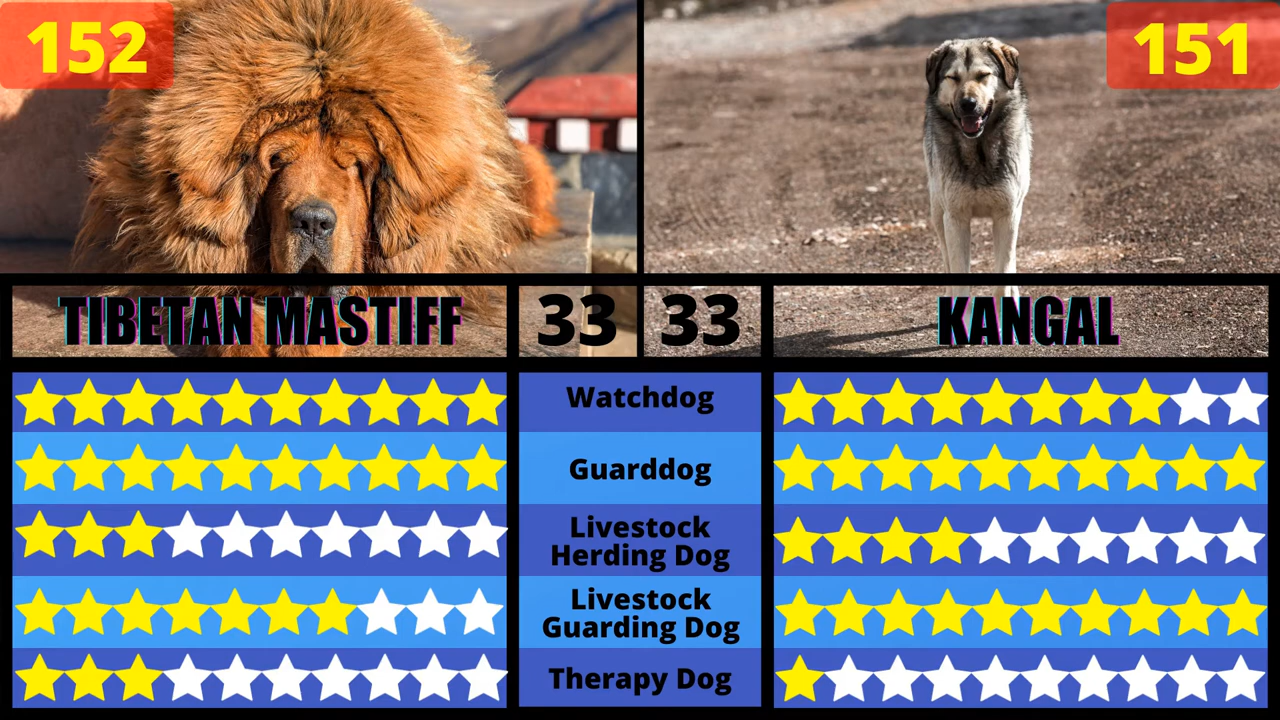 152
151
TIBETAN MASTIFF
33
33
KANGAL
Watchdog
Guarddog
Livestock
Herding Dog
Livestock
Guarding Dog
Therapy Dog